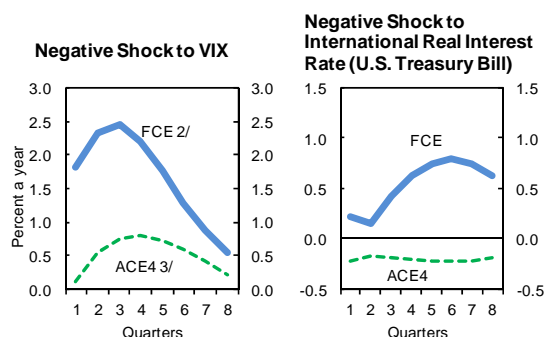 Negative Shock to VIX
3.0 3.0
2.5 2.5
2.0 2.0
1.5 1.5
1.0 1.0
0.5 0.5
0.0 0.0
Percent a year
FCE 2/
ACE4 3/
1 2 3 4 5 6 7 8
Quarters
Negative Shock to
International Real Interest
Rate (U.S. Treasury Bill)
1.5 1.5
1.0 1.0
0.5 0.5
0.0 0.0
-0.5 -0.5
FCE
ACE4
1 2 3 4 5 6 7 8
Quarters